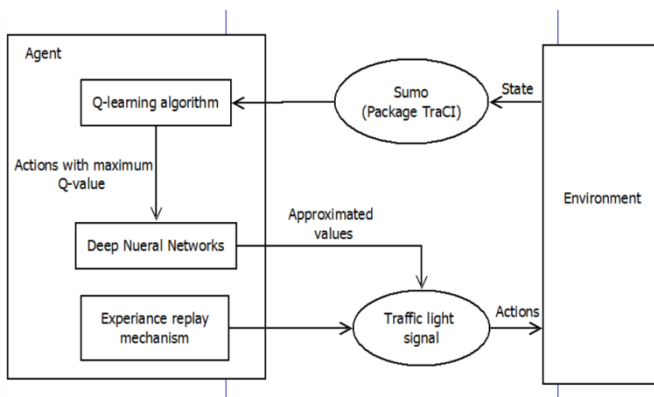 Agent
Q-learning algorithm
Actions with maximum
Q-value
Deep Nueral Networks
Experiance replay
mechanism
Approximated
values
Sumo
(Package TraCI)
State
Traffic light
signal
Actions
Environment